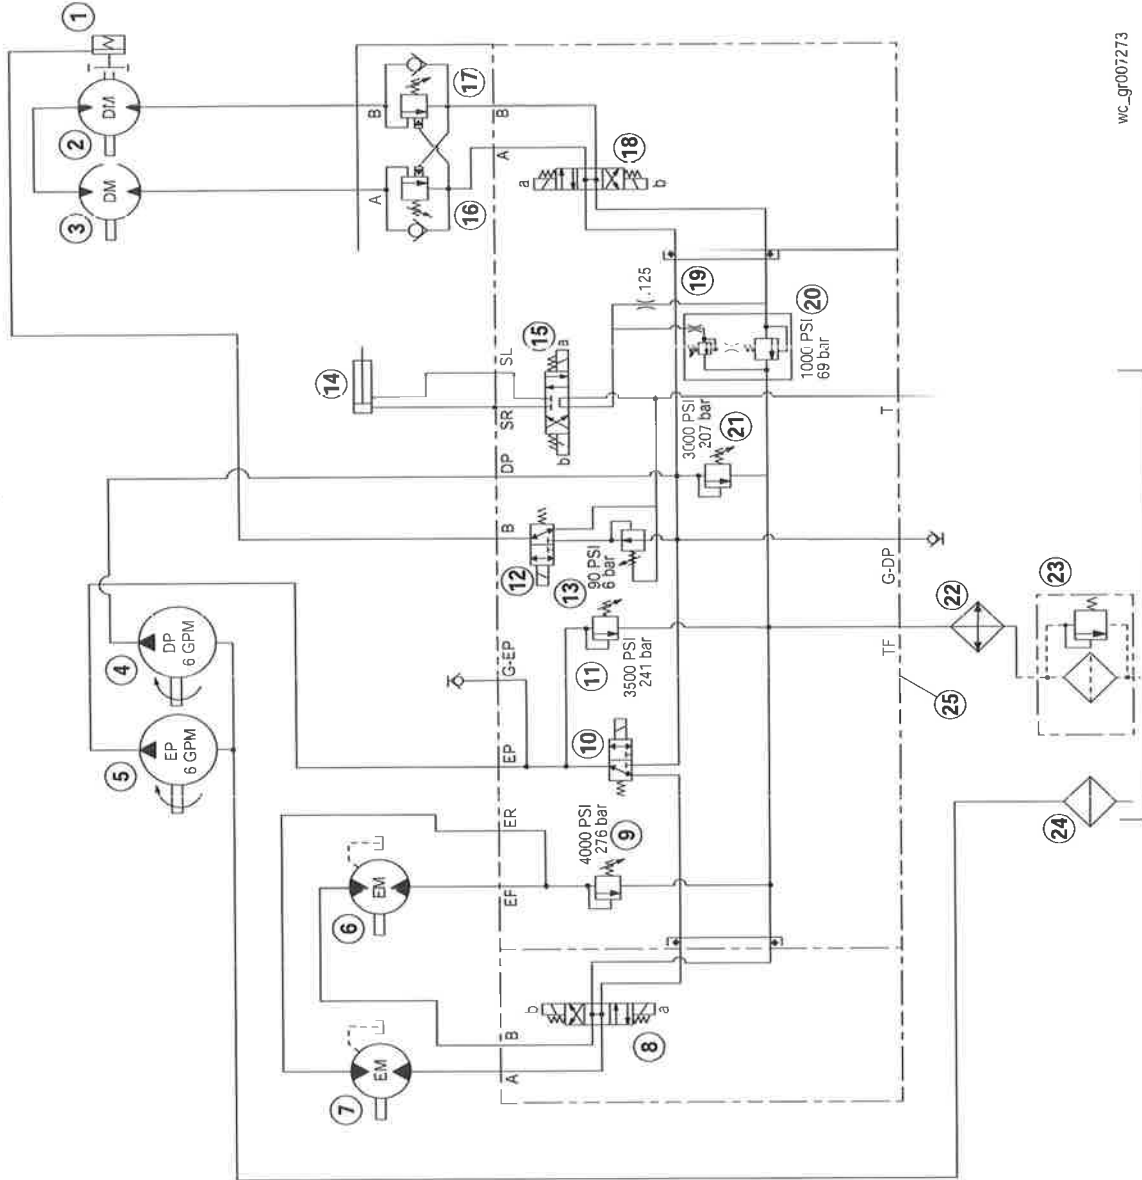 wc_gr007273
1
2
DM
3
DM
17
B
A
16
B
A
18
a
b
14
SL
SR
15
a
b
.125
19
20
1000 PSI
69 bar
3000 PSI
207 bar
21
T
DP
B
12
13
90 PSI
6 bar
G-DP
4
DP
6 GPM
5
EP
6 GPM
G-EP
11
3500 PSI
241 bar
EP
10
TF
22
23
25
24
ER
EF
4000 PSI
276 bar
9
6
EM
7
EM
B
A
b
a
8